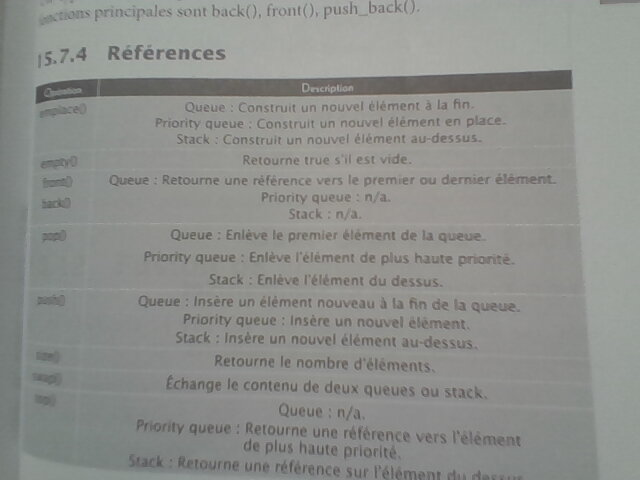 fonctions principales sont back(), front(), push_back().
15.7.4 Références
Opération Description
emplace() Queue : Construit un nouvel élément à la fin.
Priority queue : Construit un nouvel élément en place.
Stack : Construit un nouvel élément au-dessus.
empty() Retourne true s'il est vide.
front() Queue : Retourne une référence vers le premier ou dernier élément.
back() Priority queue : n/a.
Stack : n/a.
pop() Queue : Enlève le premier élément de la queue.
Priority queue : Enlève l'élément de plus haute priorité.
Stack : Enlève l'élément du dessus.
push() Queue : Insère un élément nouveau à la fin de la queue.
Priority queue : Insère un nouvel élément.
Stack : Insère un nouvel élément au-dessus.
size() Retourne le nombre d'éléments.
swap() Échange le contenu de deux queues ou stack.
top() Queue : n/a.
Priority queue : Retourne une référence vers l'élément
de plus haute priorité.
Stack : Retourne une référence sur l'élément du dessus